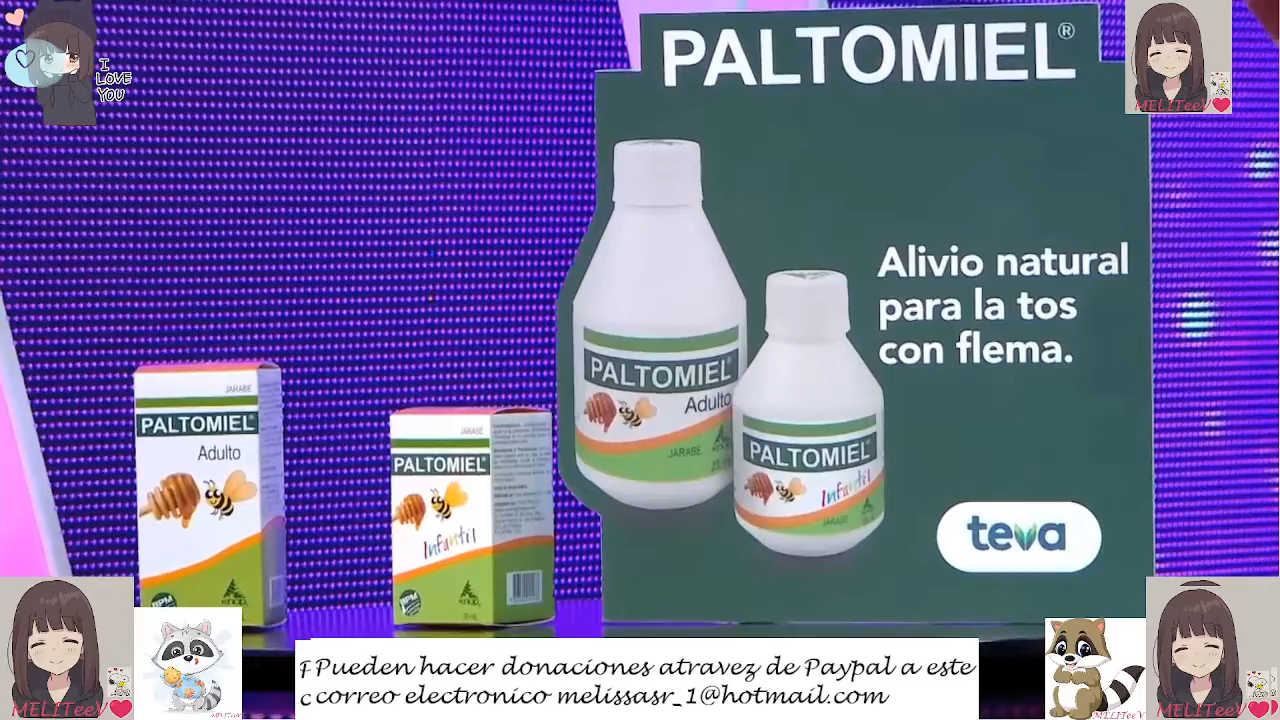 I
LOVE
YOU
MELITeeV
PALTOMIEL®
Alivio natural
para la tos
con flema.
PALTOMIEL®
Adulto
JARABE
PALTOMIEL®
Infantil
JARABE
teva
JARABE
PALTOMIEL®
Adulto
JARABE
PALTOMIEL®
Infantil
Knop
Knop
MELITeeV
MELITeeV
Pueden hacer donaciones atravez de Paypal a este
correo electronico melissasr_1@hotmail.com